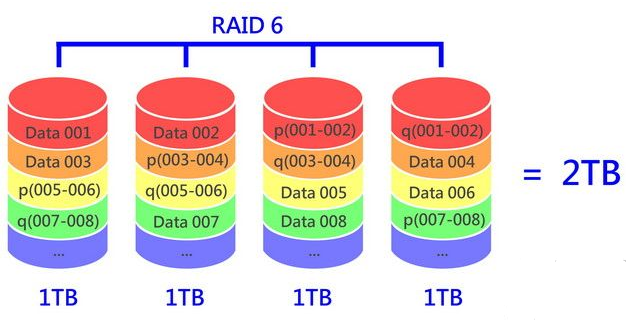 RAID 6
Data 001 Data 002 p(001-002) q(001-002)
Data 003 p(003-004) q(003-004) Data 004
p(005-006) q(005-006) Data 005 Data 006
q(007-008) Data 007 Data 008 p(007-008)
... ... ... ...
= 2TB
1TB 1TB 1TB 1TB